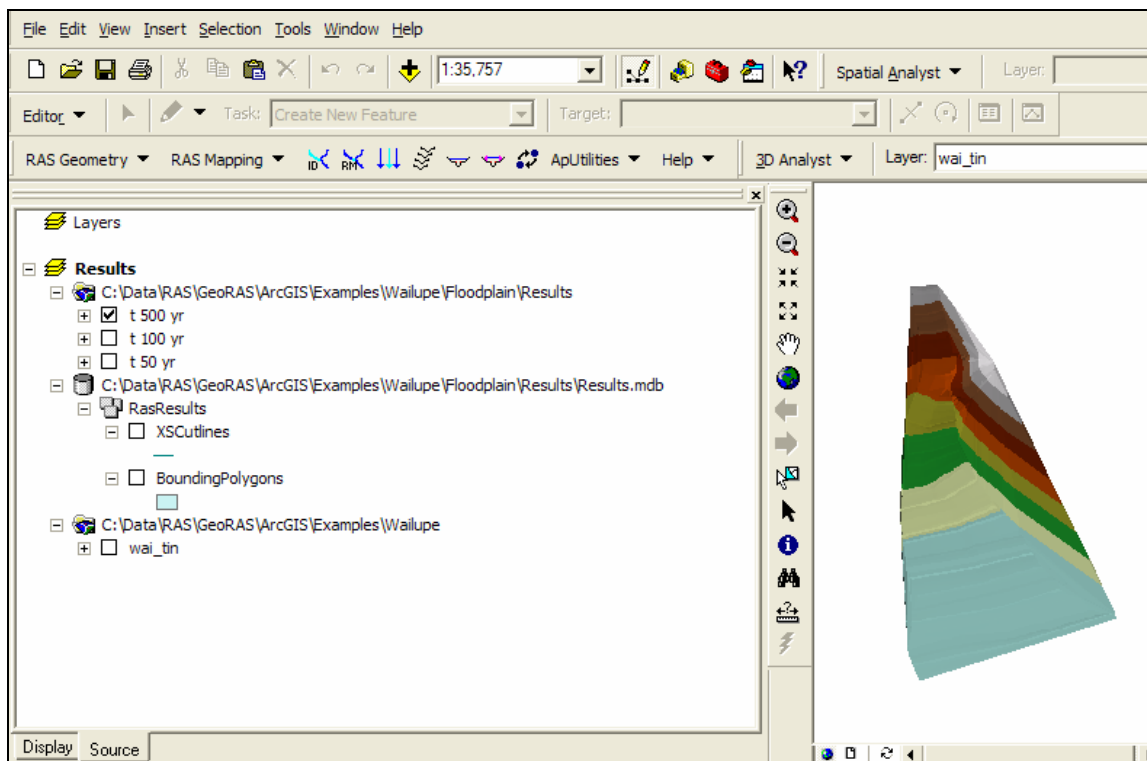 File Edit View Insert Selection Tools Window Help
1:35,757 Spatial Analyst Layer:
Editor Task: Create New Feature Target:
RAS Geometry RAS Mapping ID RM ApUtilities Help 3D Analyst Layer: wai_tin
Layers
Results
C:\Data\RAS\GeoRAS\ArcGIS\Examples\Wailupe\Floodplain\Results
t 500 yr
t 100 yr
t 50 yr
C:\Data\RAS\GeoRAS\ArcGIS\Examples\Wailupe\Floodplain\Results\Results.mdb
RasResults
XSCutlines
BoundingPolygons
C:\Data\RAS\GeoRAS\ArcGIS\Examples\Wailupe
wai_tin
Display Source